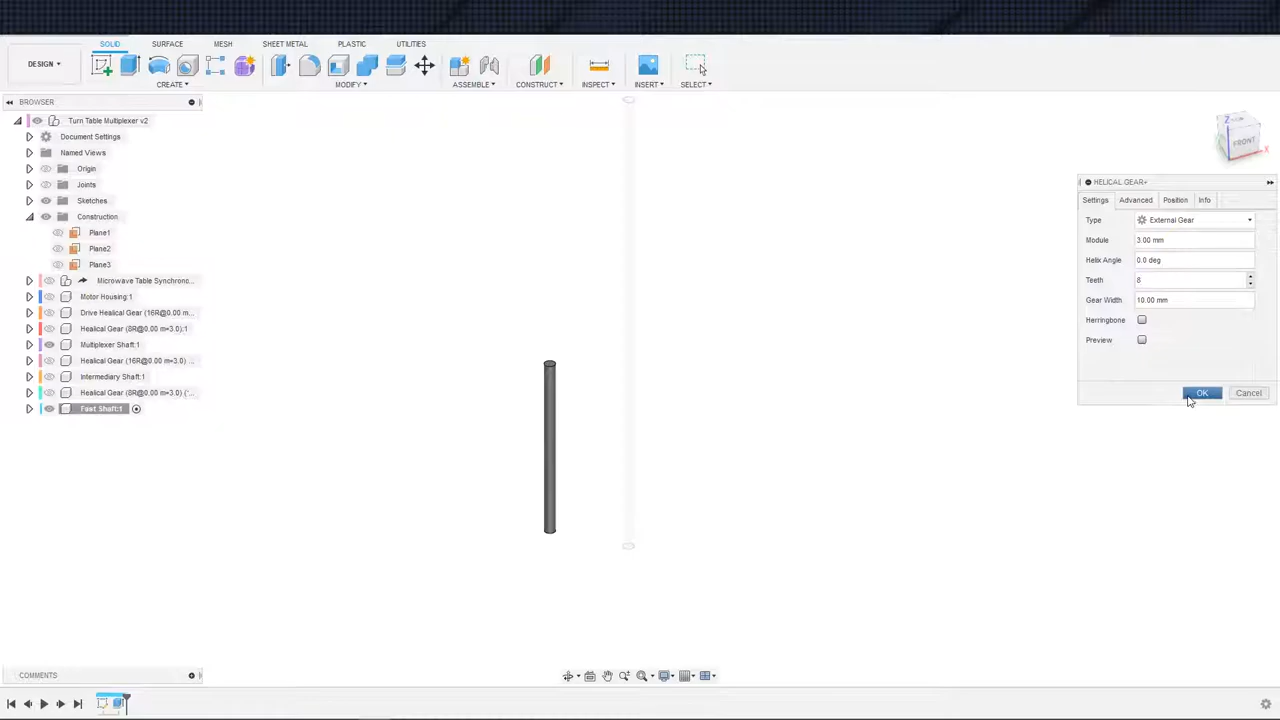 SOLID SURFACE MESH SHEET METAL PLASTIC UTILITIES
DESIGN
CREATE MODIFY ASSEMBLE CONSTRUCT INSPECT INSERT SELECT
BROWSER
Turn Table Multiplexer v2
Document Settings
Named Views
Origin
Joints
Sketches
Construction
Plane1
Plane2
Plane3
Microwave Table Synchrono...
Motor Housing:1
Drive Healical Gear (16R@0.00 m...
Healical Gear (8R@0.00 m=3.0):1
Multiplexer Shaft:1
Healical Gear (16R@0.00 m=3.0) ...
Intermediary Shaft:1
Healical Gear (8R@0.00 m=3.0) (...
Fast Shaft:1
Z
FRONT
X
HELICAL GEAR+
Settings Advanced Position Info
Type External Gear
Module 3.00 mm
Helix Angle 0.0 deg
Teeth 8
Gear Width 10.00 mm
Herringbone
Preview
OK Cancel
COMMENTS